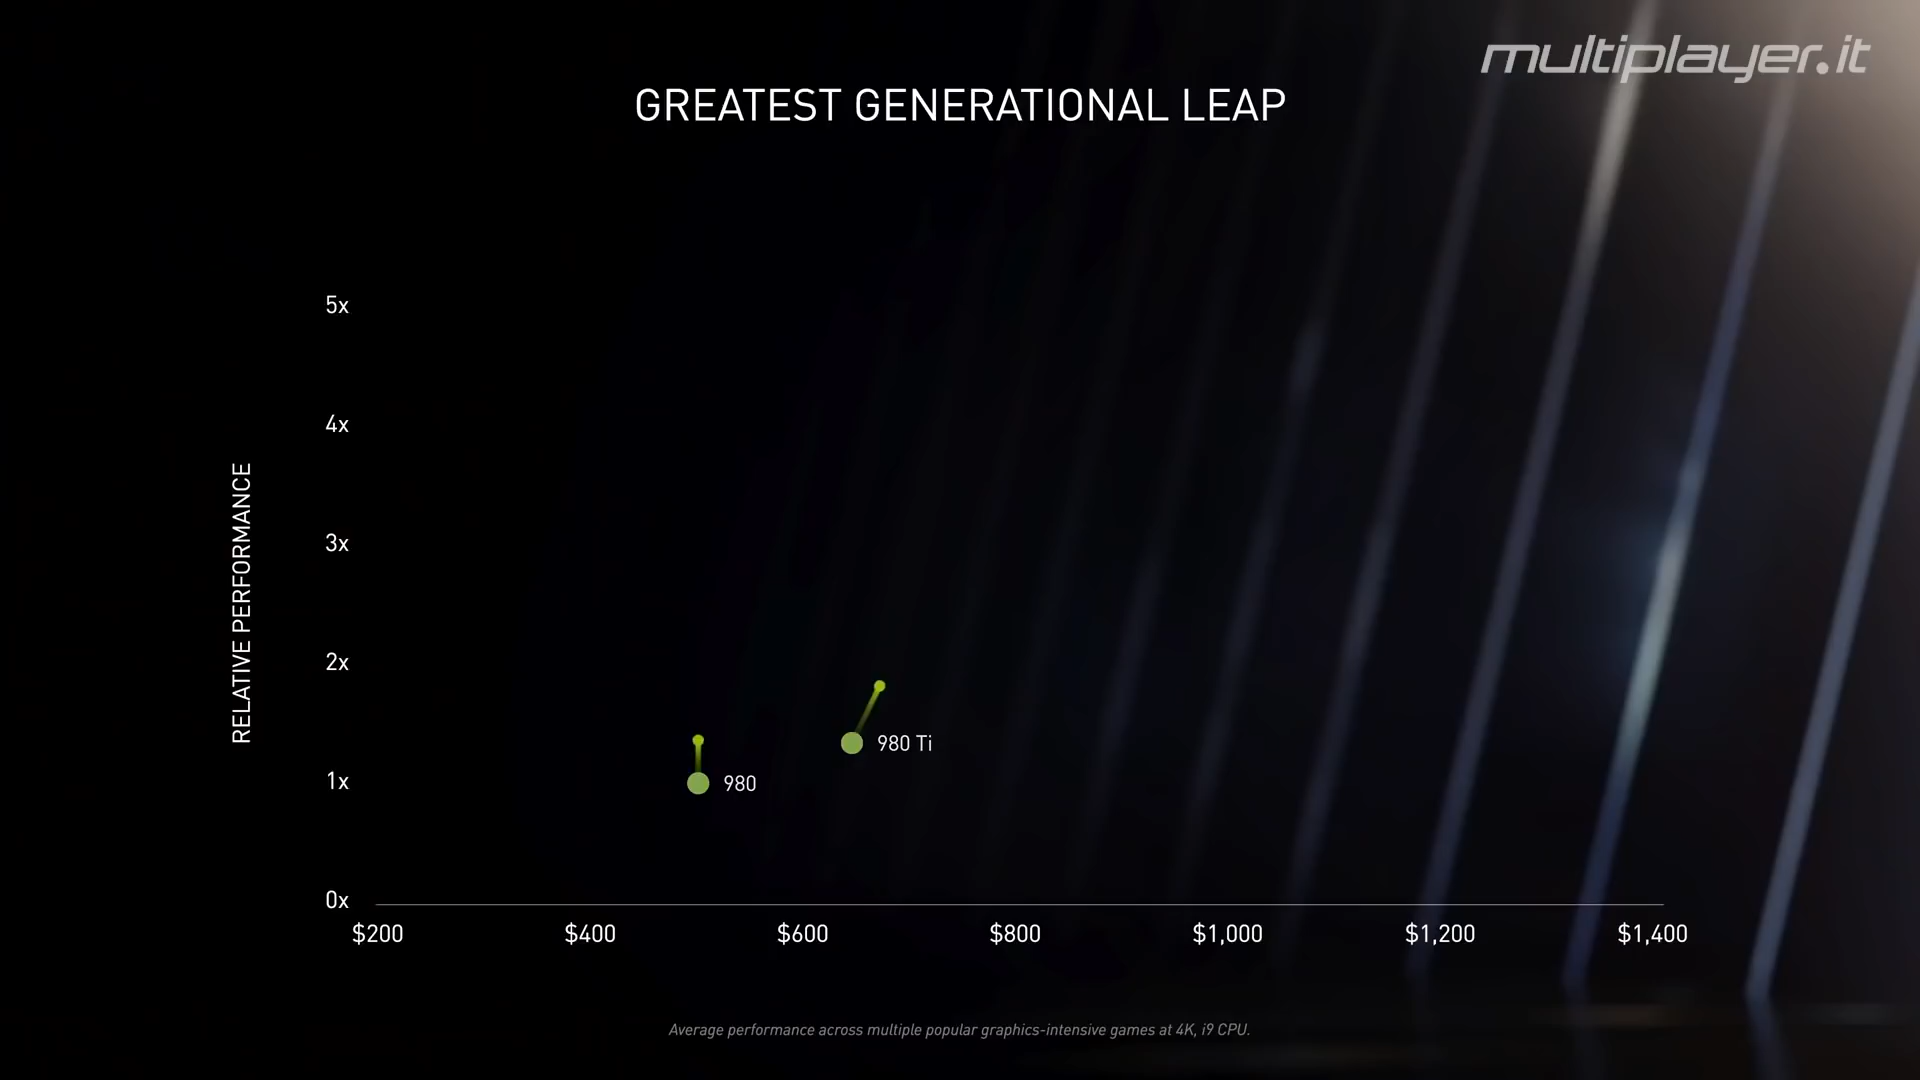 multiplayer.it
GREATEST GENERATIONAL LEAP
5x
4x
3x
2x
1x
0x
RELATIVE PERFORMANCE
980 Ti
980
$200 $400 $600 $800 $1,000 $1,200 $1,400
Average performance across multiple popular graphics-intensive games at 4K, i9 CPU.